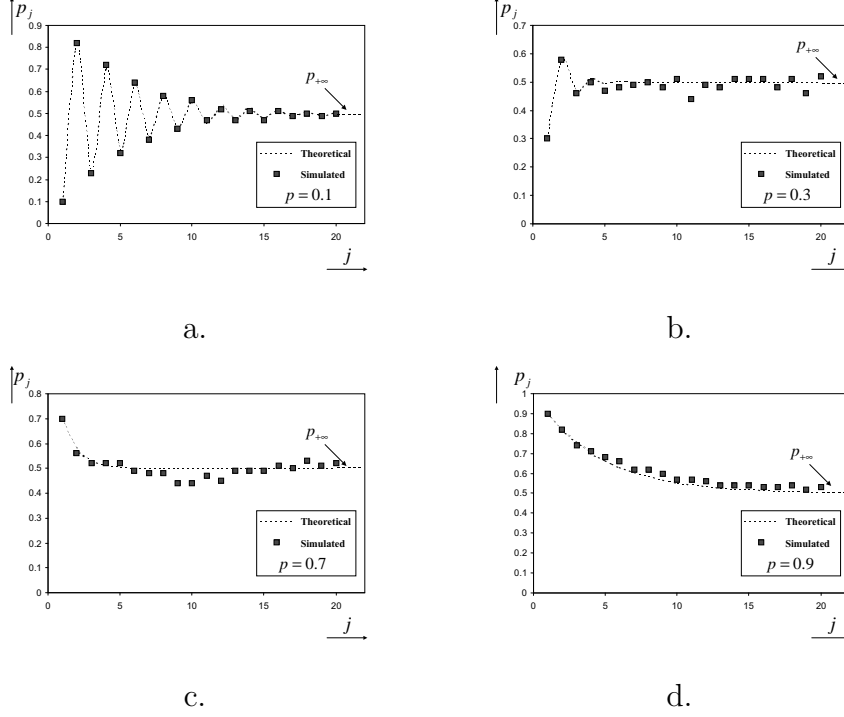 p_j
0.9
0.8
0.7
0.6
0.5
0.4
0.3
0.2
0.1
0
0 5 10 15 20
p_{+∞}
Theoretical
Simulated
p = 0.1
j
a.
p_j
0.7
0.6
0.5
0.4
0.3
0.2
0.1
0
0 5 10 15 20
p_{+∞}
Theoretical
Simulated
p = 0.3
j
b.
p_j
0.8
0.7
0.6
0.5
0.4
0.3
0.2
0.1
0
0 5 10 15 20
p_{+∞}
Theoretical
Simulated
p = 0.7
j
c.
p_j
1
0.9
0.8
0.7
0.6
0.5
0.4
0.3
0.2
0.1
0
0 5 10 15 20
p_{+∞}
Theoretical
Simulated
p = 0.9
j
d.